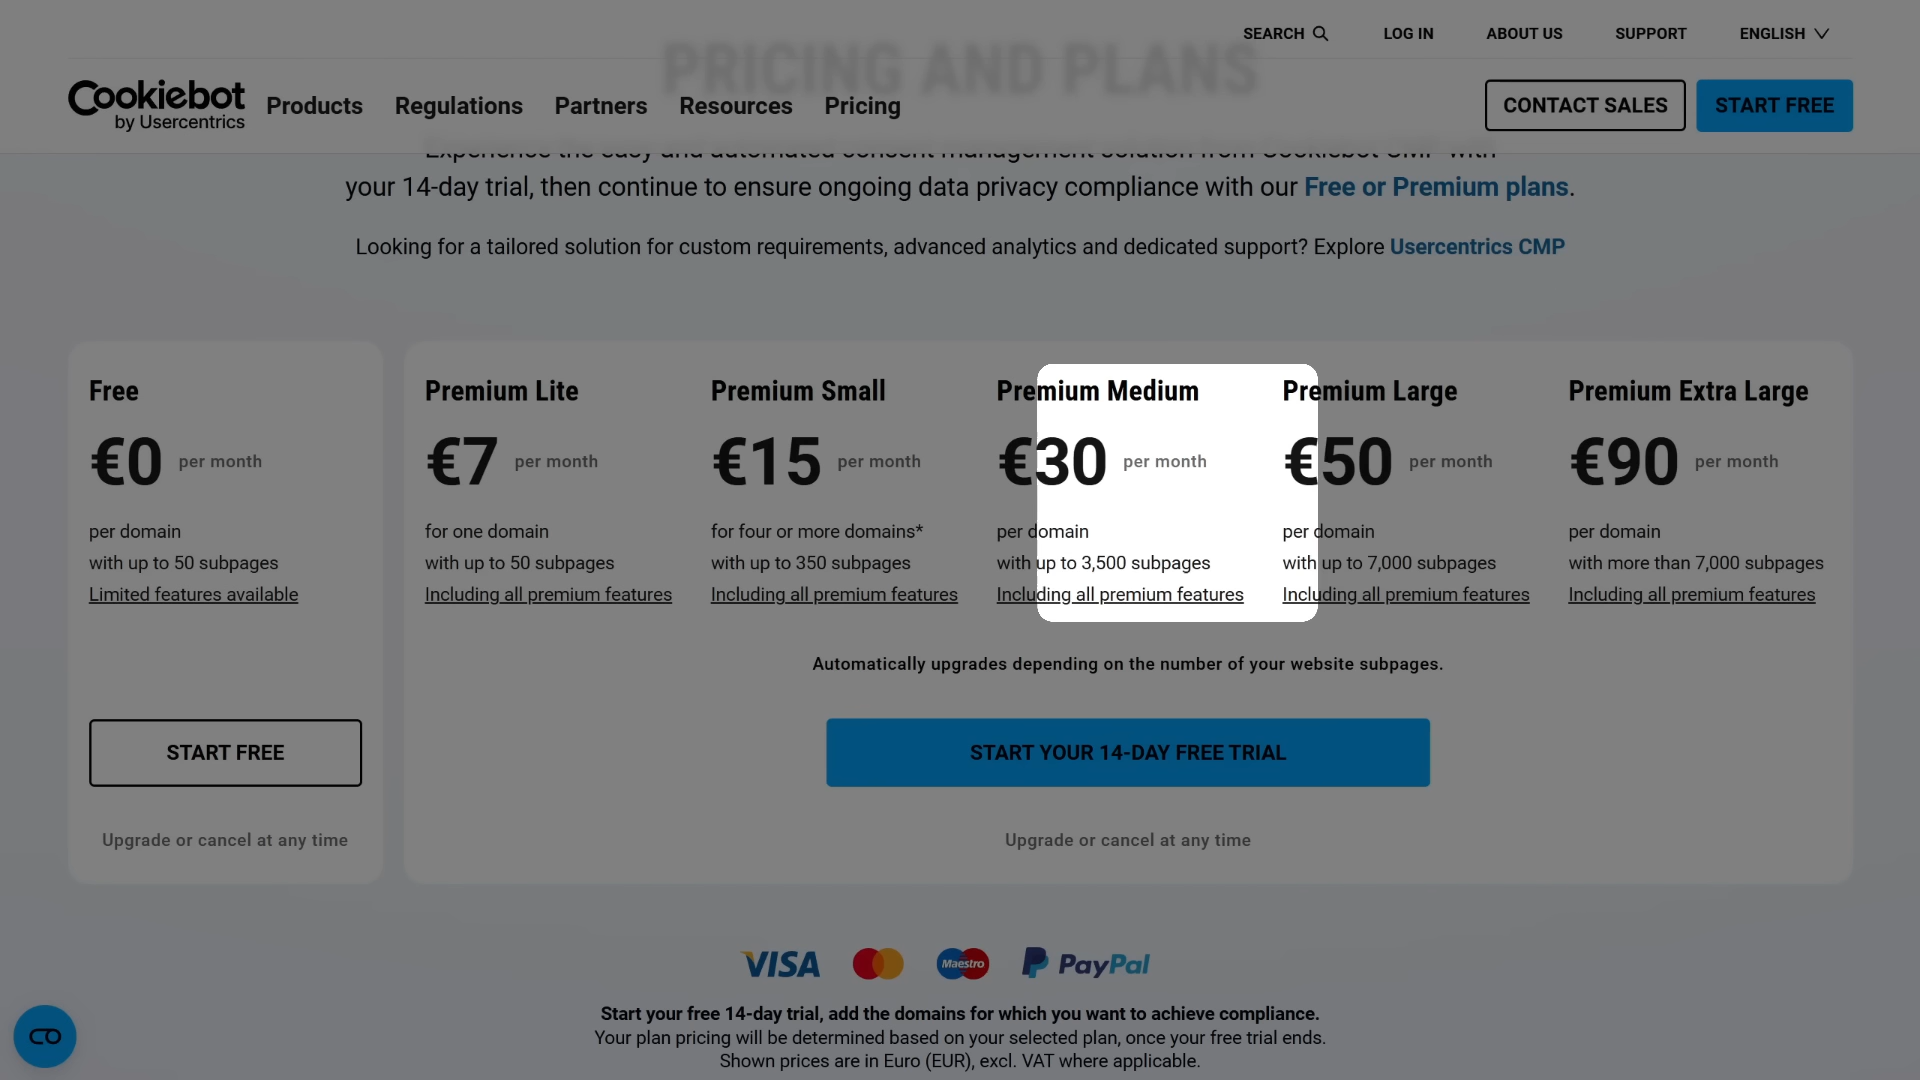 SEARCH LOG IN ABOUT US SUPPORT ENGLISH
PRICING AND PLANS
Cookiebot
by Usercentrics
Products Regulations Partners Resources Pricing
CONTACT SALES START FREE
Experience the easy and automated consent management solution from Cookiebot CMP with
your 14-day trial, then continue to ensure ongoing data privacy compliance with our Free or Premium plans.
Looking for a tailored solution for custom requirements, advanced analytics and dedicated support? Explore Usercentrics CMP
Free
€0 per month
per domain
with up to 50 subpages
Limited features available
START FREE
Upgrade or cancel at any time
Premium Lite
€7 per month
for one domain
with up to 50 subpages
Including all premium features
Premium Small
€15 per month
for four or more domains*
with up to 350 subpages
Including all premium features
Premium Medium
€30 per month
per domain
with up to 3,500 subpages
Including all premium features
Premium Large
€50 per month
per domain
with up to 7,000 subpages
Including all premium features
Premium Extra Large
€90 per month
per domain
with more than 7,000 subpages
Including all premium features
Automatically upgrades depending on the number of your website subpages.
START YOUR 14-DAY FREE TRIAL
Upgrade or cancel at any time
VISA Maestro PayPal
Start your free 14-day trial, add the domains for which you want to achieve compliance.
Your plan pricing will be determined based on your selected plan, once your free trial ends.
Shown prices are in Euro (EUR), excl. VAT where applicable.